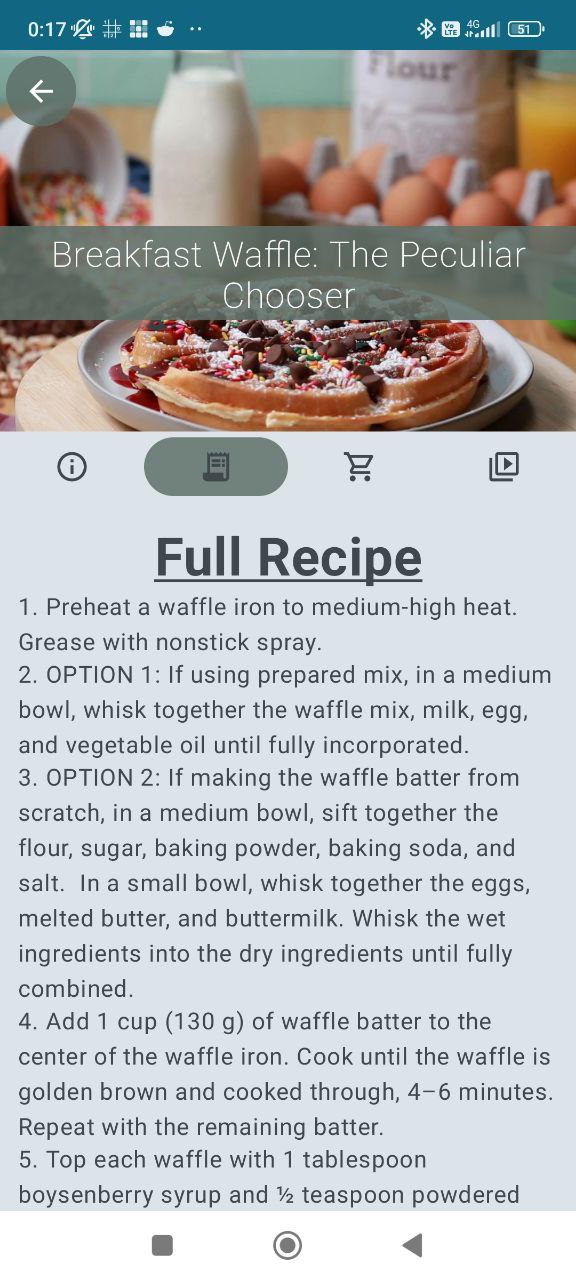 0:17
Vo
LTE
4G
51
Flour
Breakfast Waffle: The Peculiar
Chooser
Full Recipe
1. Preheat a waffle iron to medium-high heat.
Grease with nonstick spray.
2. OPTION 1: If using prepared mix, in a medium
bowl, whisk together the waffle mix, milk, egg,
and vegetable oil until fully incorporated.
3. OPTION 2: If making the waffle batter from
scratch, in a medium bowl, sift together the
flour, sugar, baking powder, baking soda, and
salt.  In a small bowl, whisk together the eggs,
melted butter, and buttermilk. Whisk the wet
ingredients into the dry ingredients until fully
combined.
4. Add 1 cup (130 g) of waffle batter to the
center of the waffle iron. Cook until the waffle is
golden brown and cooked through, 4–6 minutes.
Repeat with the remaining batter.
5. Top each waffle with 1 tablespoon
boysenberry syrup and ½ teaspoon powdered